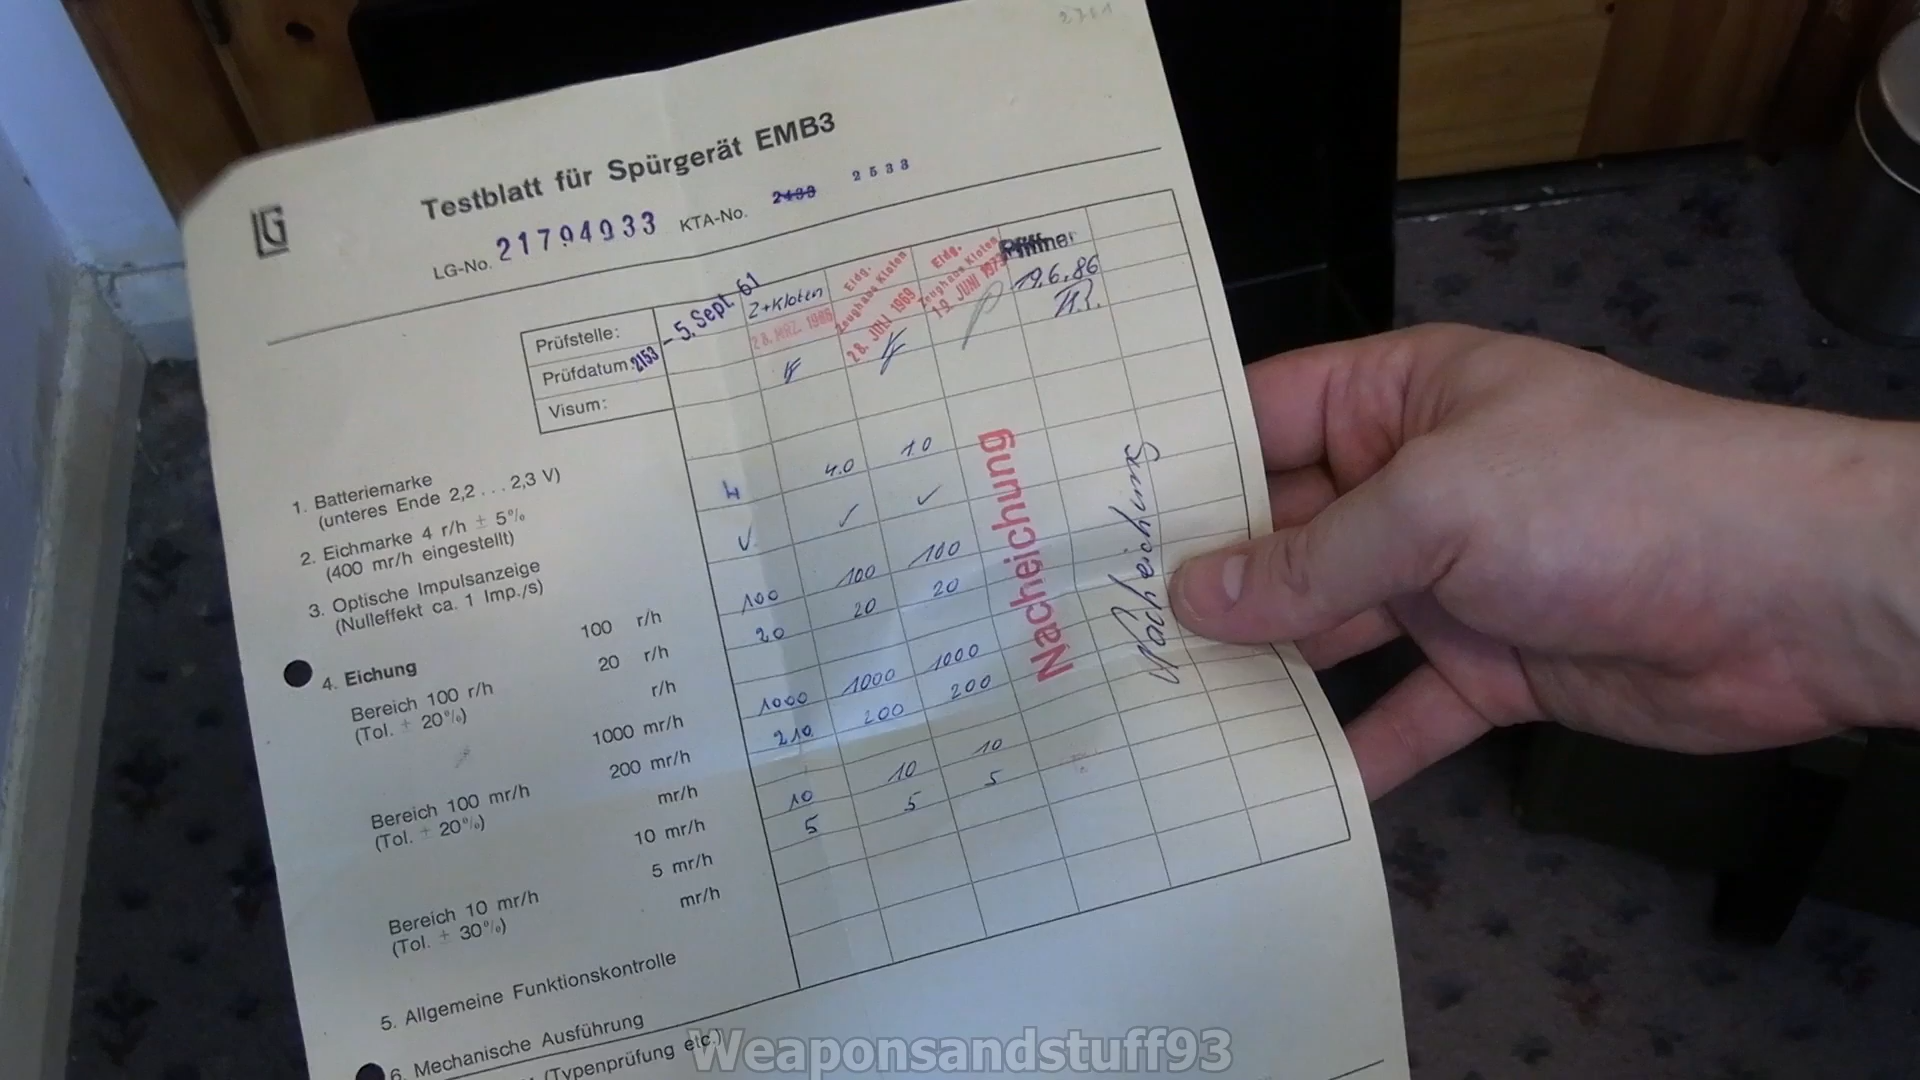 LG
Testblatt für Spürgerät EMB3
LG-No. 21794933 KTA-No. 2533
Prüfstelle: Z+Kloten Eidg. Zeughaus Kloten Eidg. Zeughaus Kloten
Prüfdatum: 2153 - 5. Sept. 61 28. MRZ. 28. JULI 1969 19. JUNI 1973 19.6.86
Visum:
1. Batteriemarke
(unteres Ende 2,2 . . . 2,3 V)
2. Eichmarke 4 r/h ± 5% 4 4.0
(400 mr/h eingestellt)
3. Optische Impulsanzeige ✓ ✓ ✓
(Nulleffekt ca. 1 Imp./s)
4. Eichung
Bereich 100 r/h 100 r/h 100 100 100
(Tol. ± 20%) 20 r/h 20 20 20
r/h
Bereich 100 mr/h 1000 mr/h 1000 1000 1000
(Tol. ± 20%) 200 mr/h 210 200 200
mr/h
Bereich 10 mr/h 10 mr/h 10 10 10
(Tol. ± 30%) 5 mr/h 5 5 5
mr/h
Nacheichung
Nacheichung
5. Allgemeine Funktionskontrolle
6. Mechanische Ausführung
(Typenprüfung etc.)
Weaponsandstuff93